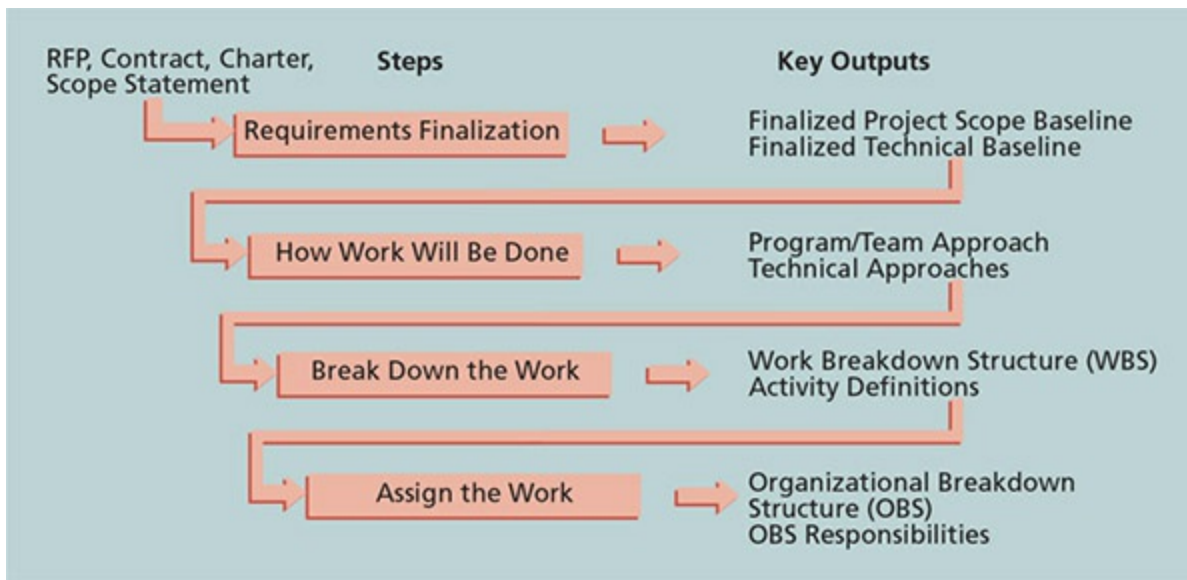 RFP, Contract, Charter,
Scope Statement
Steps
Key Outputs
Requirements Finalization
Finalized Project Scope Baseline
Finalized Technical Baseline
How Work Will Be Done
Program/Team Approach
Technical Approaches
Break Down the Work
Work Breakdown Structure (WBS)
Activity Definitions
Assign the Work
Organizational Breakdown
Structure (OBS)
OBS Responsibilities